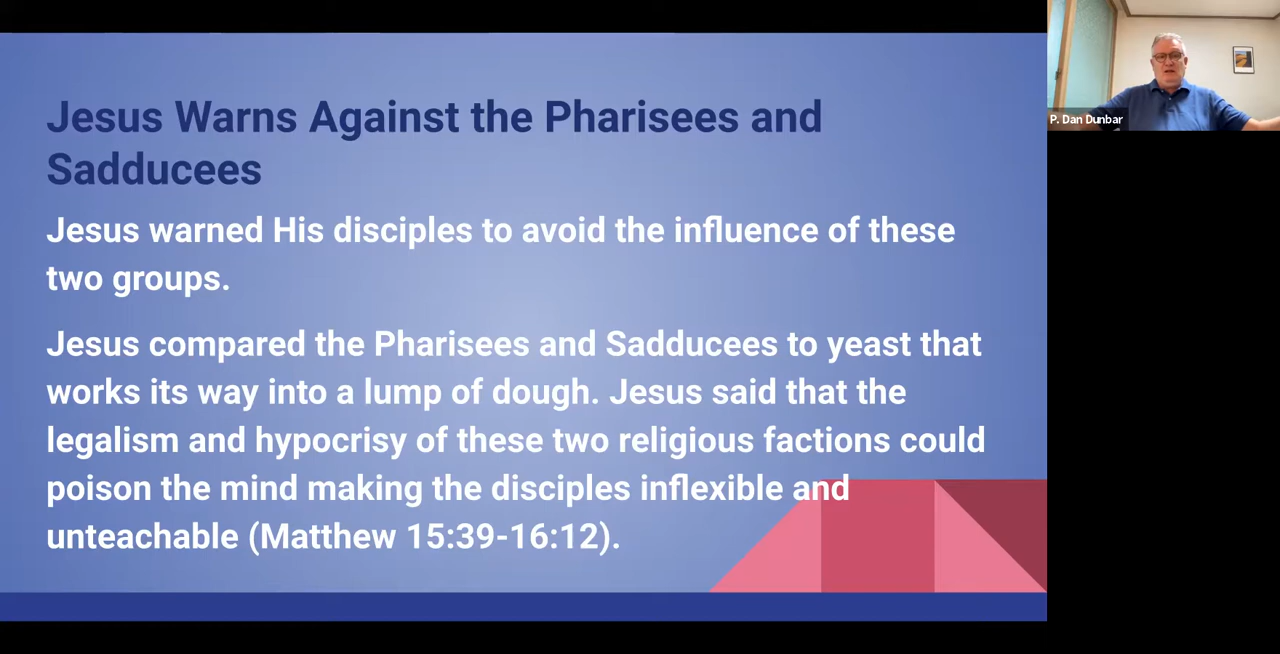 Jesus Warns Against the Pharisees and
Sadducees
Jesus warned His disciples to avoid the influence of these
two groups.
Jesus compared the Pharisees and Sadducees to yeast that
works its way into a lump of dough. Jesus said that the
legalism and hypocrisy of these two religious factions could
poison the mind making the disciples inflexible and
unteachable (Matthew 15:39-16:12).
P. Dan Dunbar